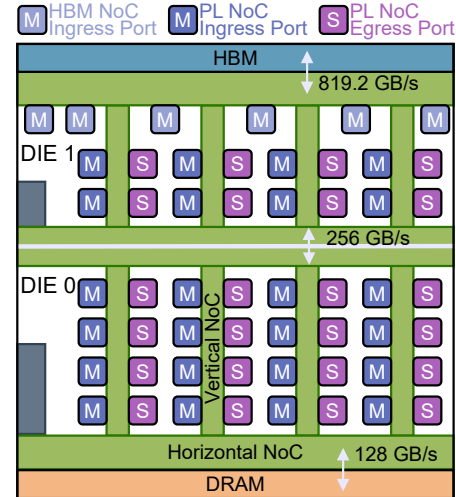 M HBM NoC Ingress Port M PL NoC Ingress Port S PL NoC Egress Port
HBM
819.2 GB/s
M M M M M M
DIE 1
M S M S M S M S
M S M S M S M S
256 GB/s
DIE 0
M S M S M S M S
M S M S M S M S
M S M S M S M S
M S M S M S M S
Vertical NoC
Horizontal NoC 128 GB/s
DRAM